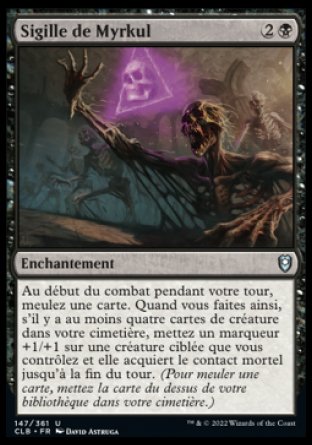 Sigille de Myrkul 2
Enchantement
Au début du combat pendant votre tour,
meulez une carte. Quand vous faites ainsi,
s'il y a au moins quatre cartes de créature
dans votre cimetière, mettez un marqueur
+1/+1 sur une créature ciblée que vous
contrôlez et elle acquiert le contact mortel
jusqu'à la fin du tour. (Pour meuler une
carte, mettez la carte du dessus de votre
bibliothèque dans votre cimetière.)
147/361 U
CLB • FR DAVID ASTRUGA
™ & © 2022 Wizards of the Coast